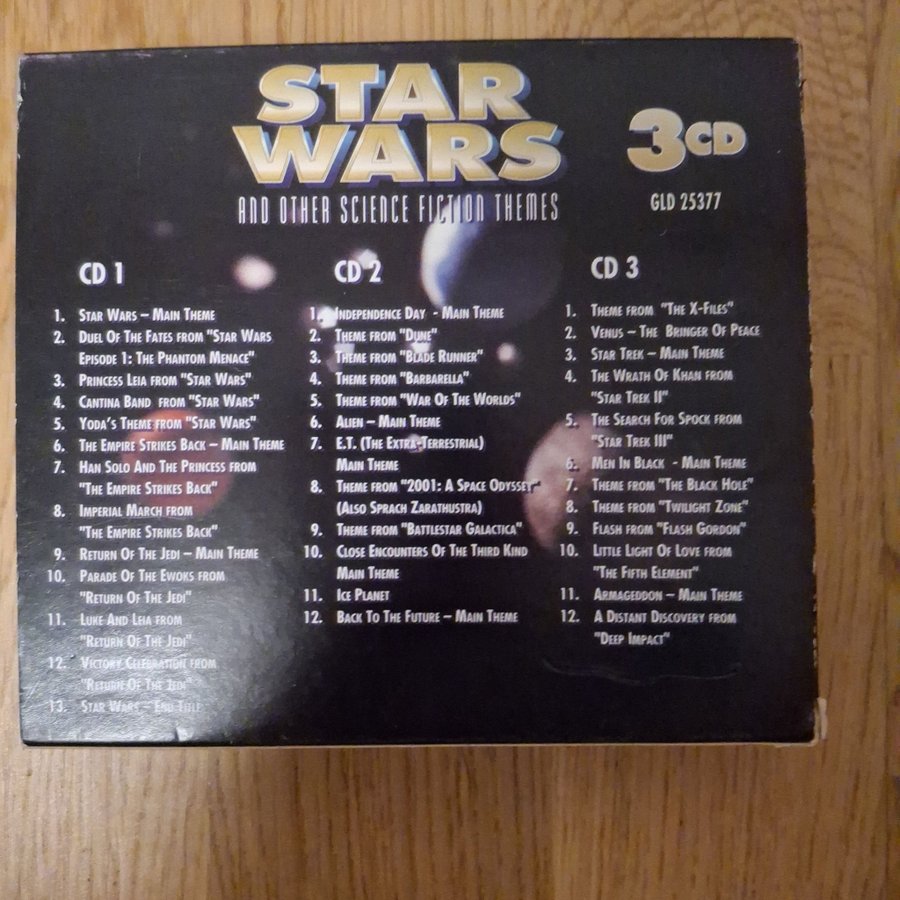 STAR
WARS
AND OTHER SCIENCE FICTION THEMES
3CD
GLD 25377
CD 1
1. STAR WARS – MAIN THEME
2. DUEL OF THE FATES FROM "STAR WARS
EPISODE 1: THE PHANTOM MENACE"
3. PRINCESS LEIA FROM "STAR WARS"
4. CANTINA BAND FROM "STAR WARS"
5. YODA'S THEME FROM "STAR WARS"
6. THE EMPIRE STRIKES BACK – MAIN THEME
7. HAN SOLO AND THE PRINCESS FROM
"THE EMPIRE STRIKES BACK"
8. IMPERIAL MARCH FROM
"THE EMPIRE STRIKES BACK"
9. RETURN OF THE JEDI – MAIN THEME
10. PARADE OF THE EWOKS FROM
"RETURN OF THE JEDI"
11. LUKE AND LEIA FROM
"RETURN OF THE JEDI"
12. VICTORY CELEBRATION FROM
"RETURN OF THE JEDI"
13. STAR WARS – END TITLE
CD 2
1. INDEPENDENCE DAY - MAIN THEME
2. THEME FROM "DUNE"
3. THEME FROM "BLADE RUNNER"
4. THEME FROM "BARBARELLA"
5. THEME FROM "WAR OF THE WORLDS"
6. ALIEN – MAIN THEME
7. E.T. (THE EXTRA-TERRESTRIAL)
MAIN THEME
8. THEME FROM "2001: A SPACE ODYSSEY"
(ALSO SPRACH ZARATHUSTRA)
9. THEME FROM "BATTLESTAR GALACTICA"
10. CLOSE ENCOUNTERS OF THE THIRD KIND
MAIN THEME
11. ICE PLANET
12. BACK TO THE FUTURE – MAIN THEME
CD 3
1. THEME FROM "THE X-FILES"
2. VENUS – THE BRINGER OF PEACE
3. STAR TREK – MAIN THEME
4. THE WRATH OF KHAN FROM
"STAR TREK II"
5. THE SEARCH FOR SPOCK FROM
"STAR TREK III"
6. MEN IN BLACK - MAIN THEME
7. THEME FROM "THE BLACK HOLE"
8. THEME FROM "TWILIGHT ZONE"
9. FLASH FROM "FLASH GORDON"
10. LITTLE LIGHT OF LOVE FROM
"THE FIFTH ELEMENT"
11. ARMAGEDDON – MAIN THEME
12. A DISTANT DISCOVERY FROM
"DEEP IMPACT"